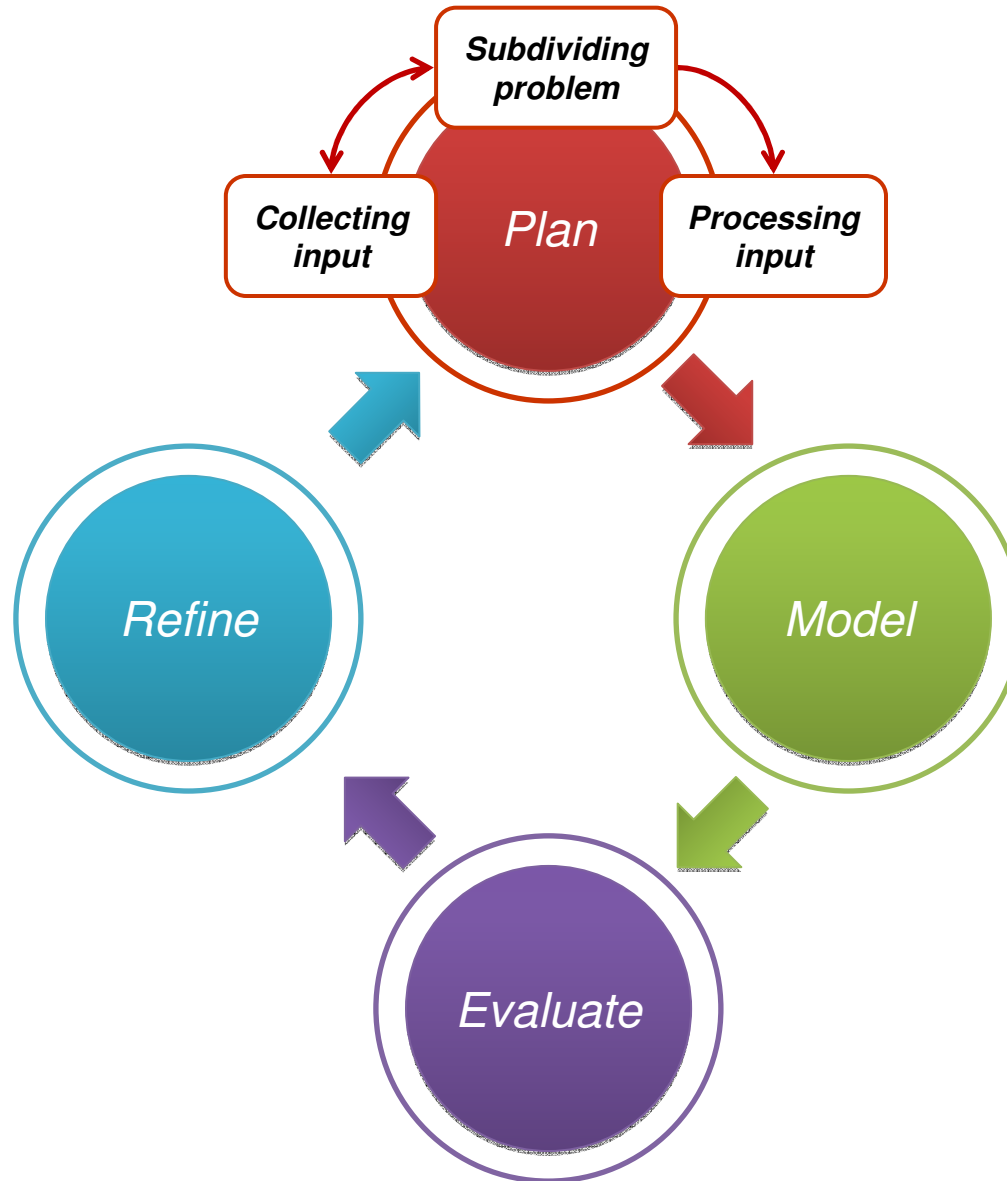 Subdividing
problem
Collecting
input
Plan
Processing
input
Refine
Model
Evaluate